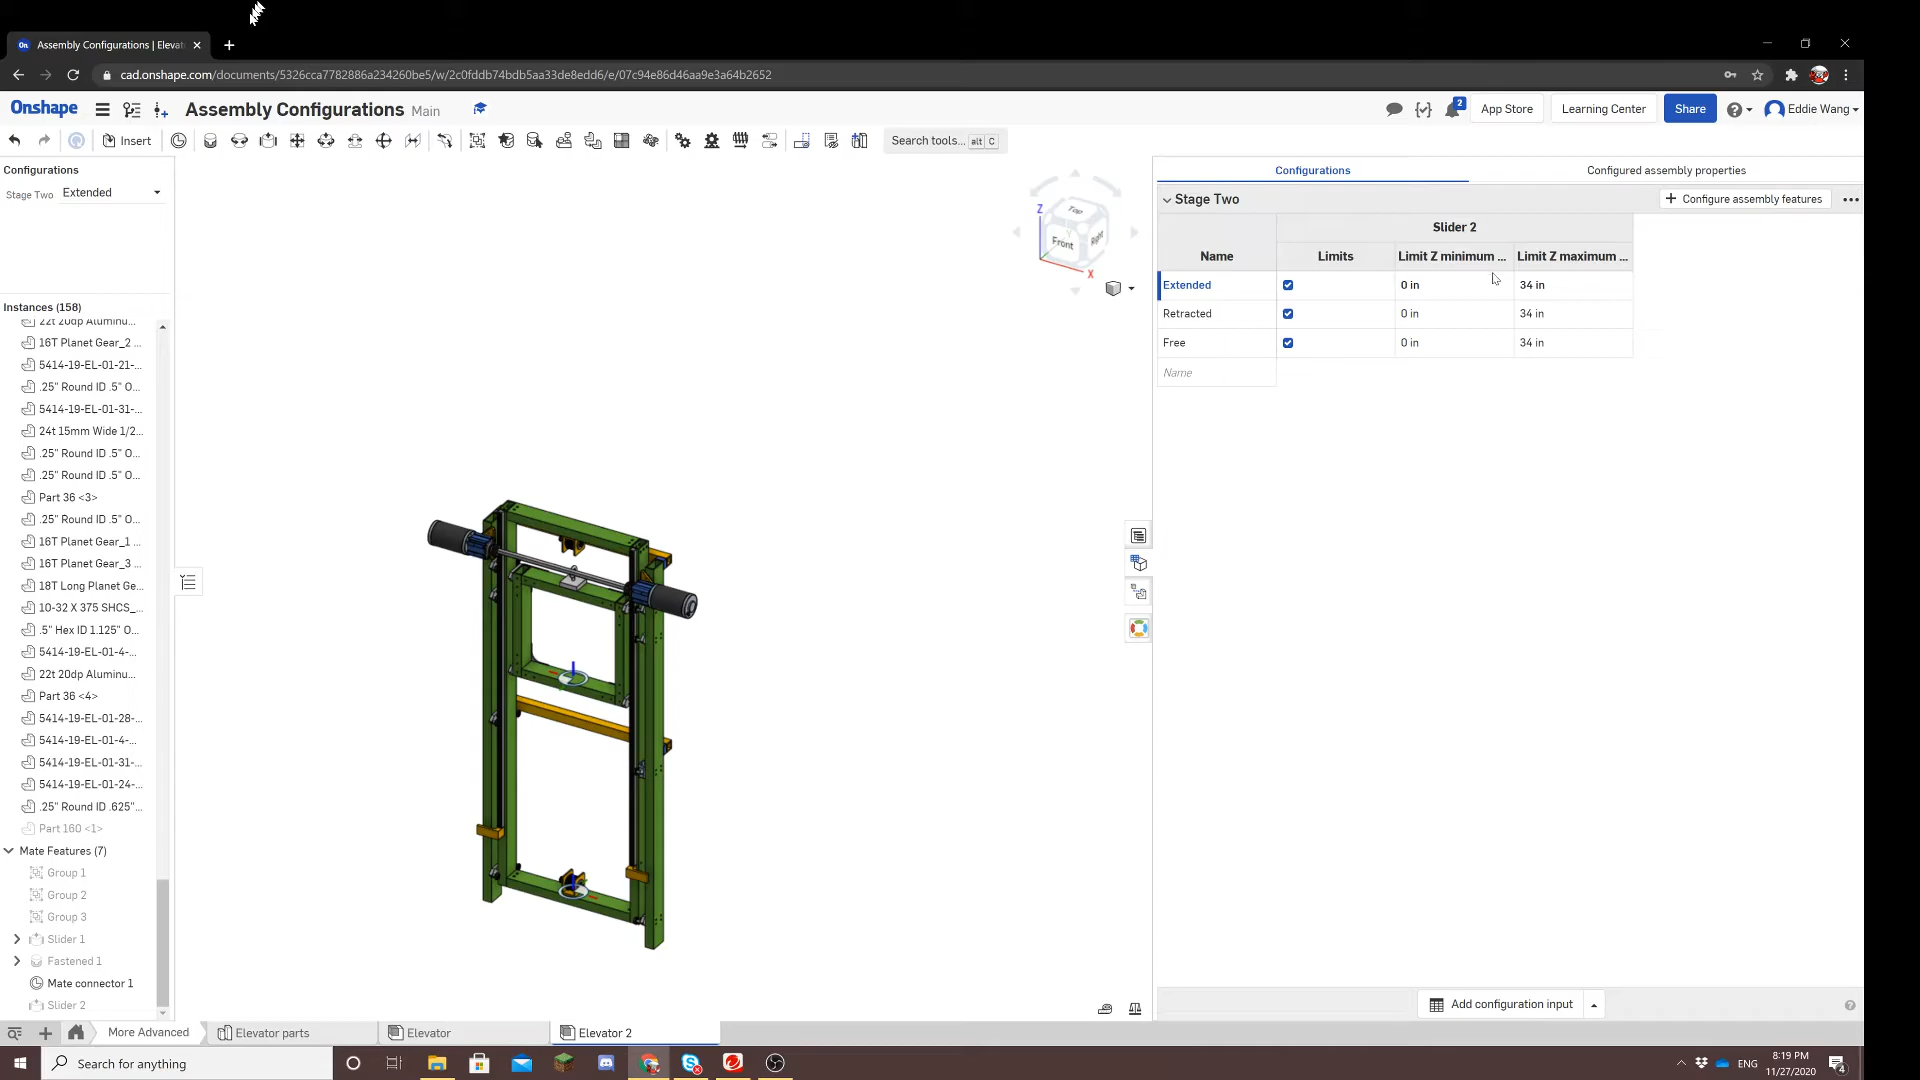 Assembly Configurations | Eleva
cad.onshape.com/documents/5326cca7782886a234260be5/w/2c0fddb74bdb5aa33de8edd6/e/07c94e86d46aa9e3a64b2652
Onshape
Assembly Configurations Main
2
App Store
Learning Center
Share
Eddie Wang
Insert
Search tools... alt C
Configurations
Stage Two Extended
Instances (158)
22t 20dp Aluminu...
16T Planet Gear_2 ...
5414-19-EL-01-21-...
.25" Round ID .5" O...
5414-19-EL-01-31-...
24t 15mm Wide 1/2...
.25" Round ID .5" O...
.25" Round ID .5" O...
Part 36 <3>
.25" Round ID .5" O...
16T Planet Gear_1 ...
16T Planet Gear_3 ...
18T Long Planet Ge...
10-32 X 375 SHCS_...
.5" Hex ID 1.125" O...
5414-19-EL-01-4-...
22t 20dp Aluminu...
Part 36 <4>
5414-19-EL-01-28-...
5414-19-EL-01-4-...
5414-19-EL-01-31-...
5414-19-EL-01-24-...
.25" Round ID .625"...
Part 160 <1>
Mate Features (7)
Group 1
Group 2
Group 3
Slider 1
Fastened 1
Mate connector 1
Slider 2
Z
Top
Front
Right
X
Configurations
Configured assembly properties
Stage Two
Configure assembly features
Slider 2
Name Limits Limit Z minimum ... Limit Z maximum ...
Extended 0 in 34 in
Retracted 0 in 34 in
Free 0 in 34 in
Name
Add configuration input
More Advanced
Elevator parts
Elevator
Elevator 2
Search for anything
ENG
8:19 PM
11/27/2020
4